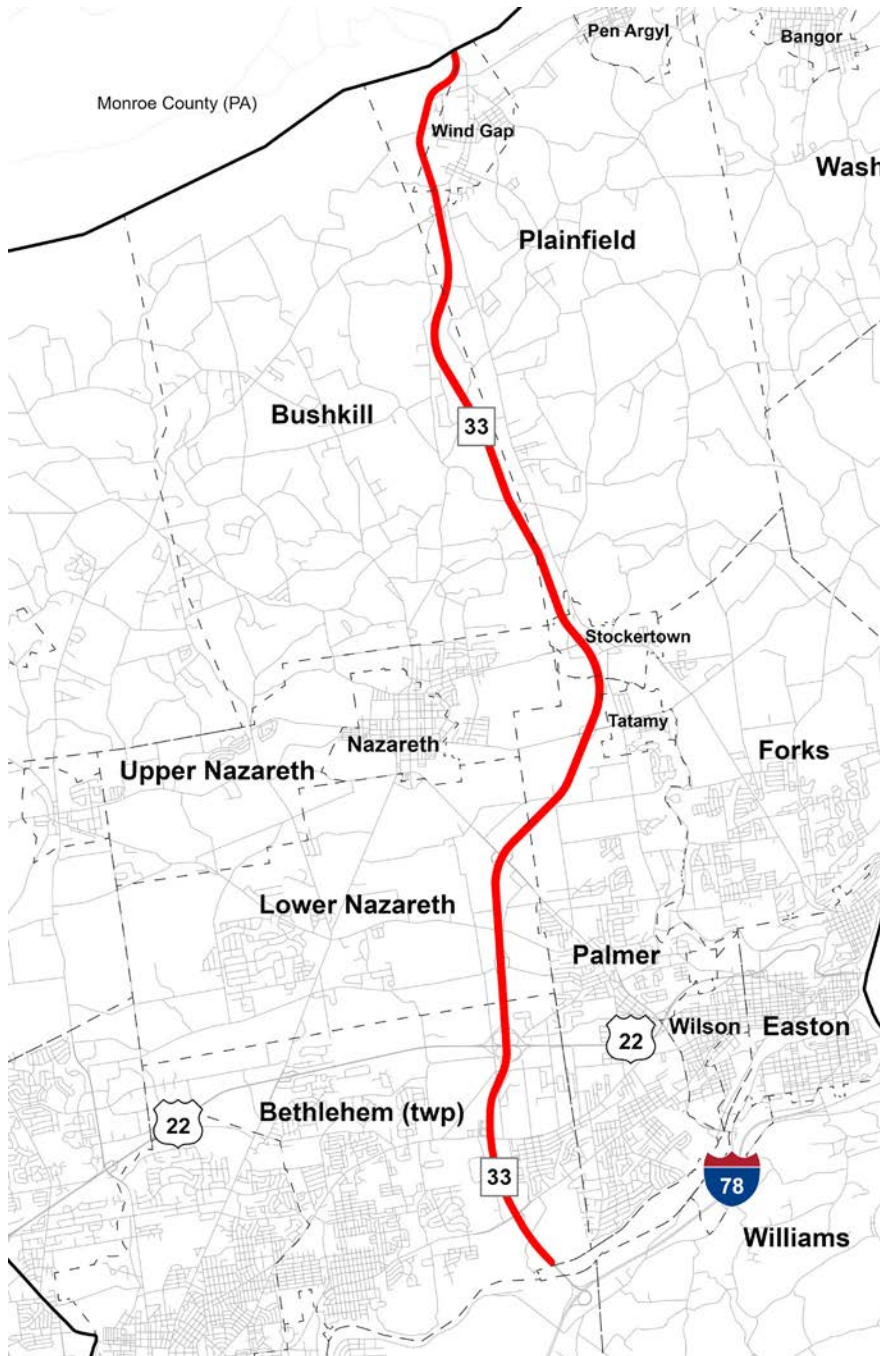 Pen Argyl
Bangor
Monroe County (PA)
Wind Gap
Wash
Plainfield
Bushkill
33
Stockertown
Tatamy
Nazareth
Forks
Upper Nazareth
Lower Nazareth
Palmer
Wilson
Easton
22
Bethlehem (twp)
22
33
78
Williams